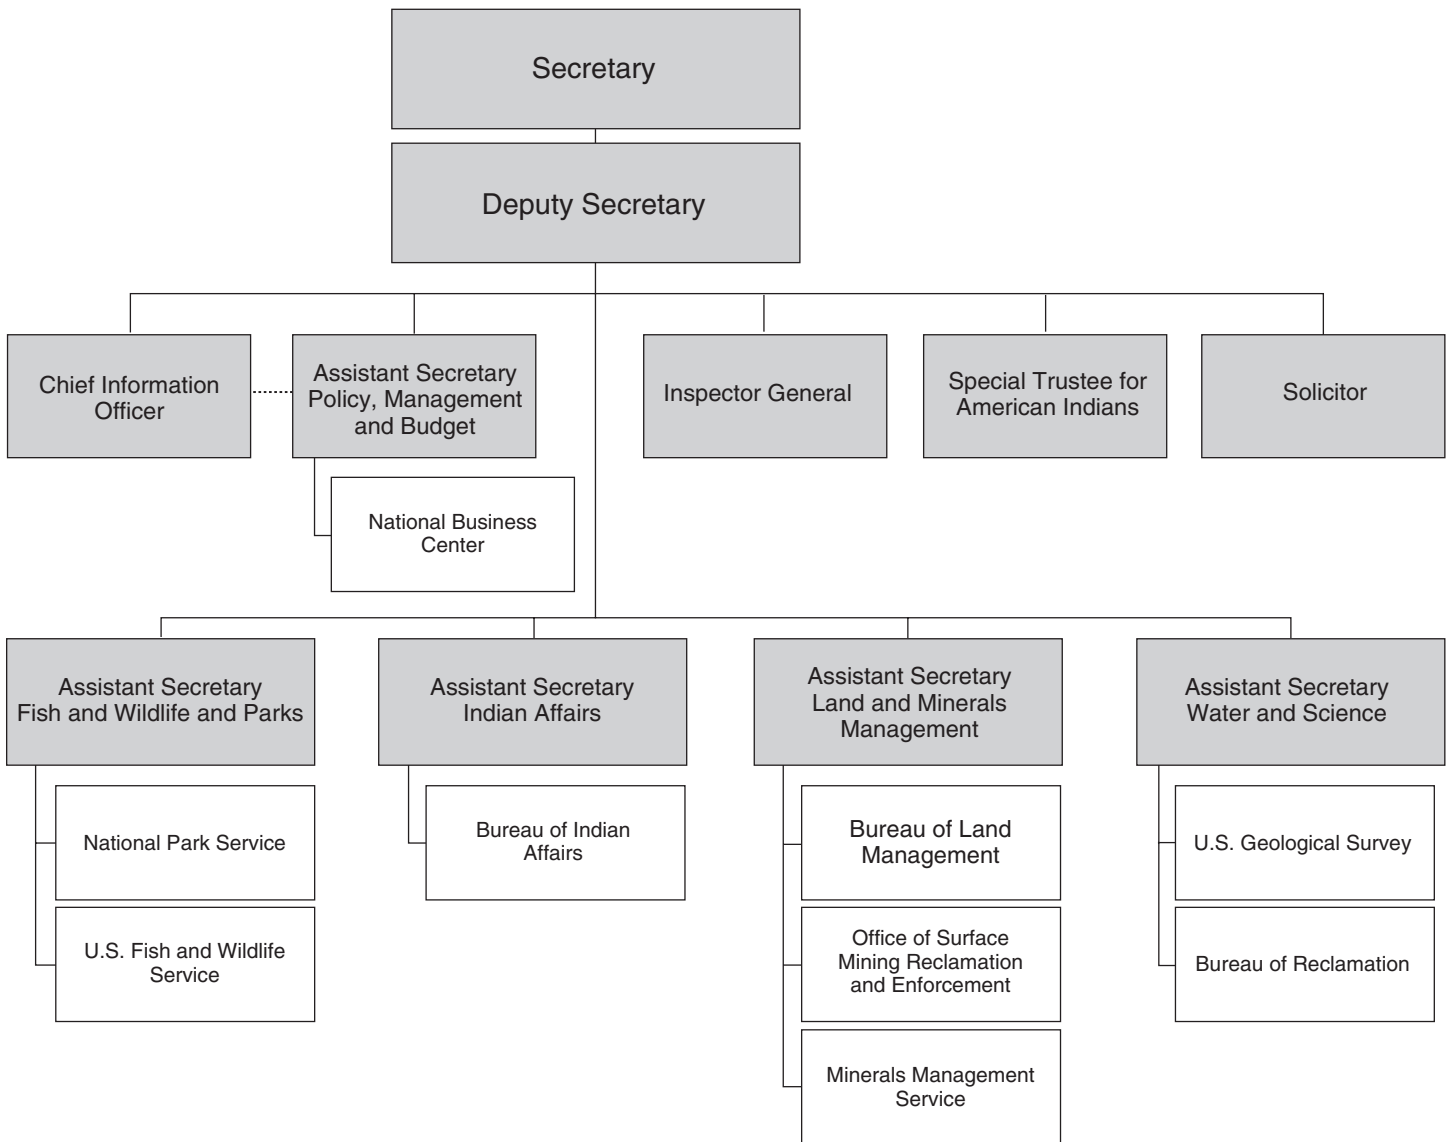 Secretary
Deputy Secretary
Chief Information
Officer
Assistant Secretary
Policy, Management
and Budget
Inspector General
Special Trustee for
American Indians
Solicitor
National Business
Center
Assistant Secretary
Fish and Wildlife and Parks
Assistant Secretary
Indian Affairs
Assistant Secretary
Land and Minerals
Management
Assistant Secretary
Water and Science
National Park Service
U.S. Fish and Wildlife
Service
Bureau of Indian
Affairs
Bureau of Land
Management
Office of Surface
Mining Reclamation
and Enforcement
Minerals Management
Service
U.S. Geological Survey
Bureau of Reclamation